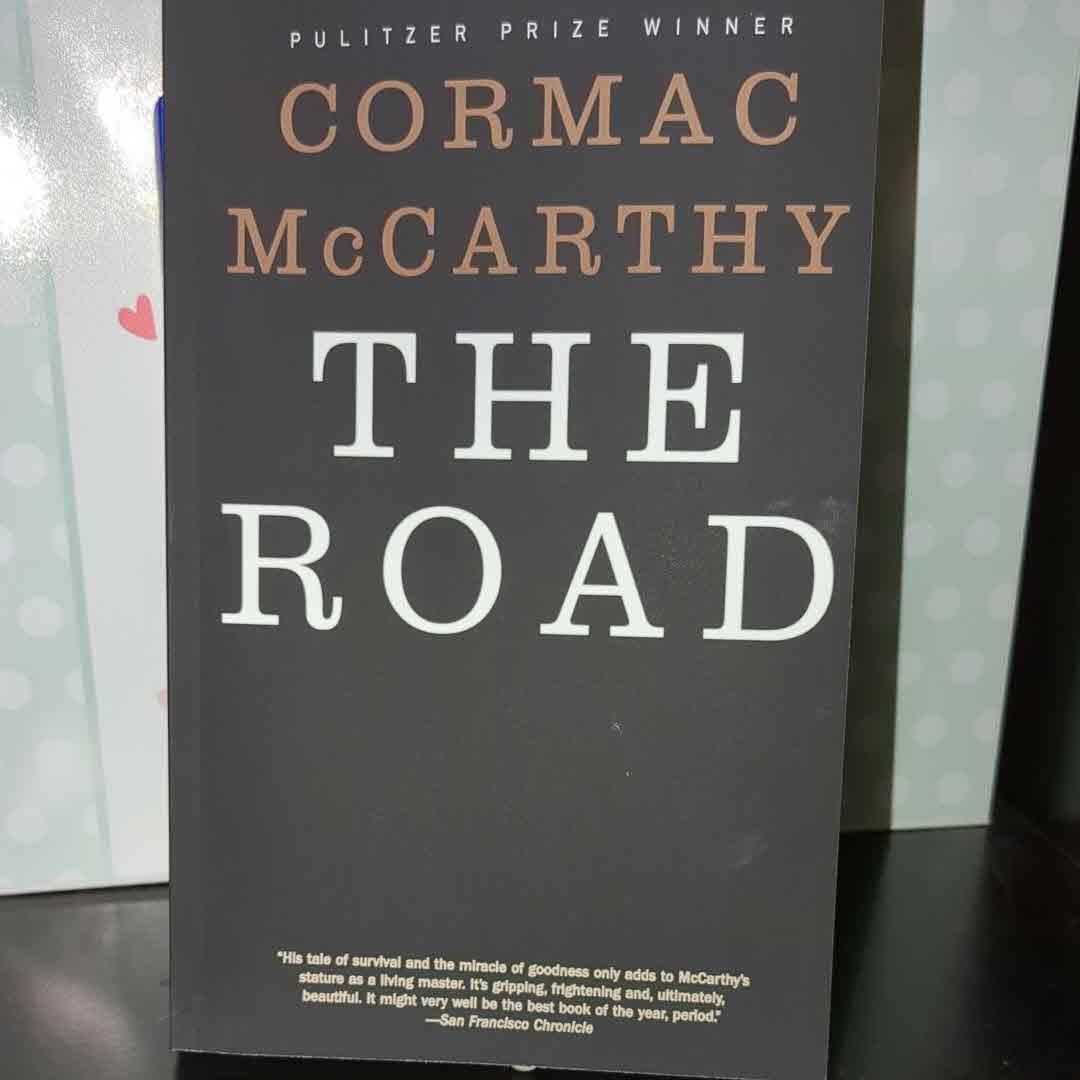 PULITZER PRIZE WINNER
CORMAC
McCARTHY
THE
ROAD
“His tale of survival and the miracle of goodness only adds to McCarthy’s
stature as a living master. It’s gripping, frightening and, ultimately,
beautiful. It might very well be the best book of the year, period.”
—San Francisco Chronicle